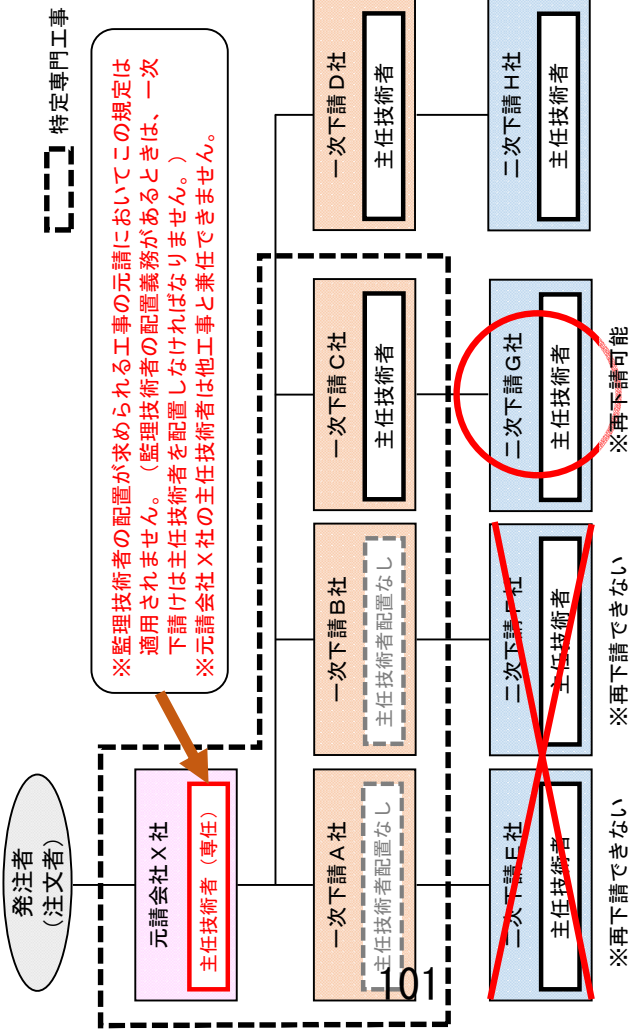 特定専門工事
発注者
(注文者)
※監理技術者の配置が求められる工事の元請においてこの規定は
適用されません。（監理技術者の配置義務があるときは、一次
下請けは主任技術者を配置しなければなりません。）
※元請会社Ｘ社の主任技術者は他工事と兼任できません。
元請会社Ｘ社
主任技術者（専任）
一次下請Ａ社
主任技術者配置なし
一次下請Ｂ社
主任技術者配置なし
一次下請Ｃ社
主任技術者
一次下請Ｄ社
主任技術者
二次下請Ｅ社
主任技術者
二次下請Ｆ社
主任技術者
二次下請Ｇ社
主任技術者
二次下請Ｈ社
主任技術者
※再下請できない
※再下請できない
※再下請可能
101